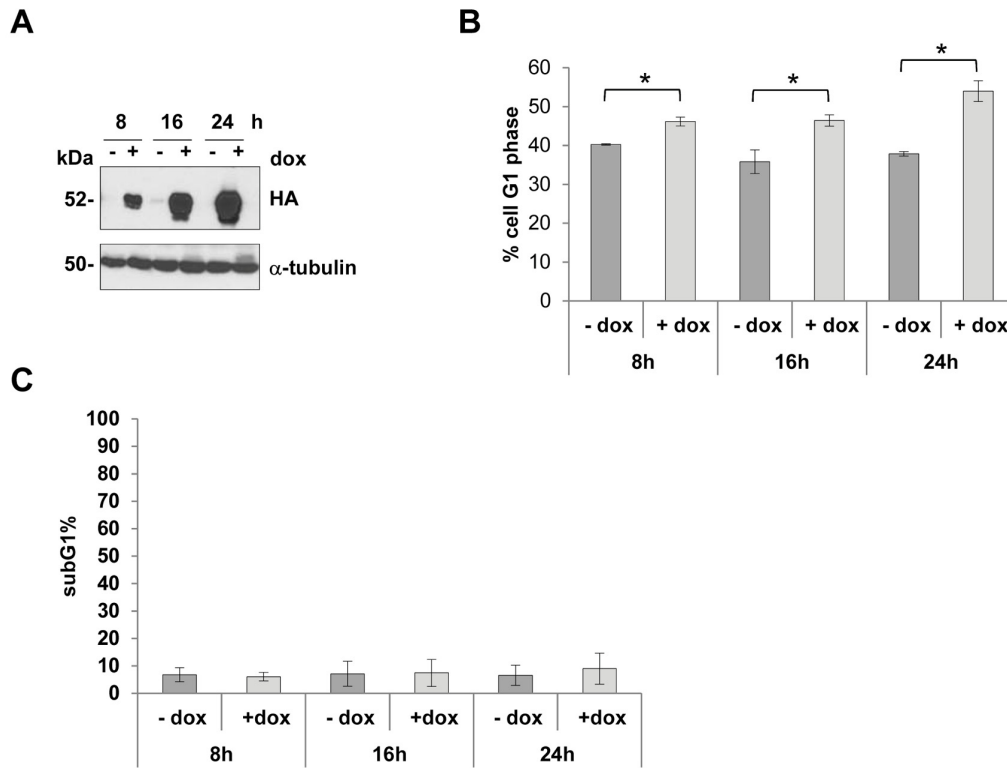 A
8 16 24 h
- + - + - + dox
kDa
52- HA
50- α-tubulin
B
% cell G1 phase
60
50
40
30
20
10
0
* * *
- dox + dox - dox + dox - dox + dox
8h 16h 24h
C
subG1%
100
90
80
70
60
50
40
30
20
10
0
- dox +dox - dox +dox - dox +dox
8h 16h 24h